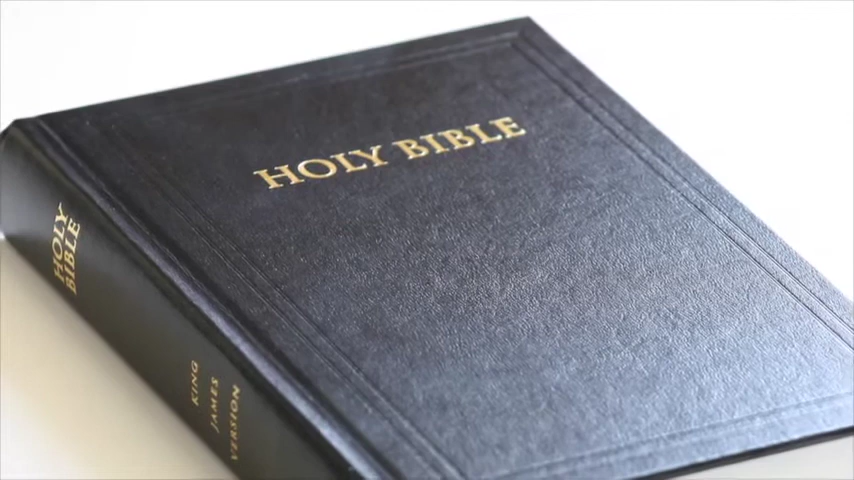 HOLY BIBLE
HOLY
BIBLE
KING
JAMES
VERSION